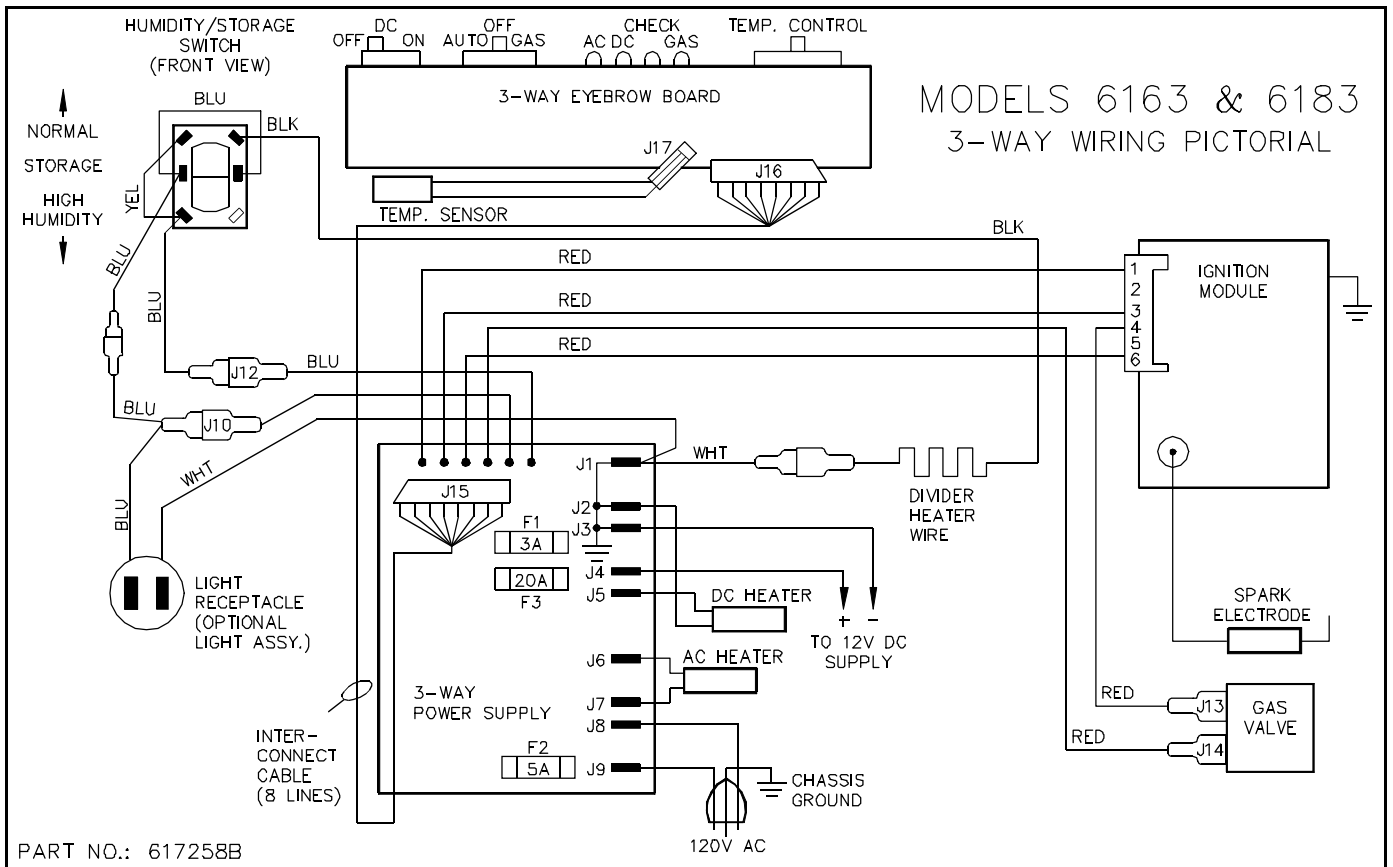 HUMIDITY/STORAGE
SWITCH
(FRONT VIEW)
DC
OFF ON
OFF
AUTO GAS
CHECK
AC DC GAS
TEMP. CONTROL
3-WAY EYEBROW BOARD
MODELS 6163 & 6183
3-WAY WIRING PICTORIAL
BLU
BLK
NORMAL
STORAGE
HIGH
HUMIDITY
YEL
J17
J16
TEMP. SENSOR
BLK
BLU
BLU
RED
RED
RED
1
2
3
4
5
6
IGNITION
MODULE
J12
BLU
BLU
J10
WHT
BLU
J1
WHT
J15
J2
J3
F1
3A
20A
F3
J4
J5
DIVIDER
HEATER
WIRE
DC HEATER
+ -
TO 12V DC
SUPPLY
LIGHT
RECEPTACLE
(OPTIONAL
LIGHT ASSY.)
SPARK
ELECTRODE
J6
AC HEATER
3-WAY
POWER SUPPLY
J7
J8
F2
5A
J9
INTER-
CONNECT
CABLE
(8 LINES)
CHASSIS
GROUND
120V AC
RED
J13
RED
J14
GAS
VALVE
PART NO.: 617258B